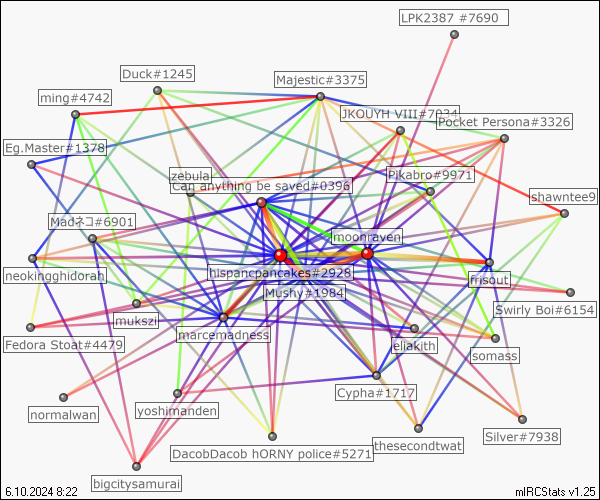 LPK2387 #7690
Duck#1245
Majestic#3375
ming#4742
JKOUYH VIII#7934
Pocket Persona#3326
Eg.Master#1378
zebula
Pikabro#9971
Can anything be saved#0396
shawntee9
Madネコ#6901
moonraven
neokingghidorah
hispanicpancakes#2928
frisout
Mushy#1984
Swirly Boi#6154
mukszi
Fedora Stoat#4479
marcemadness
eliakith
somass
Cypha#1717
normalwan
yoshimanden
thesecondtwat
Silver#7938
DacobDacob hORNY police#5271
bigcitysamurai
6.10.2024 8:22
mIRCStats v1.25